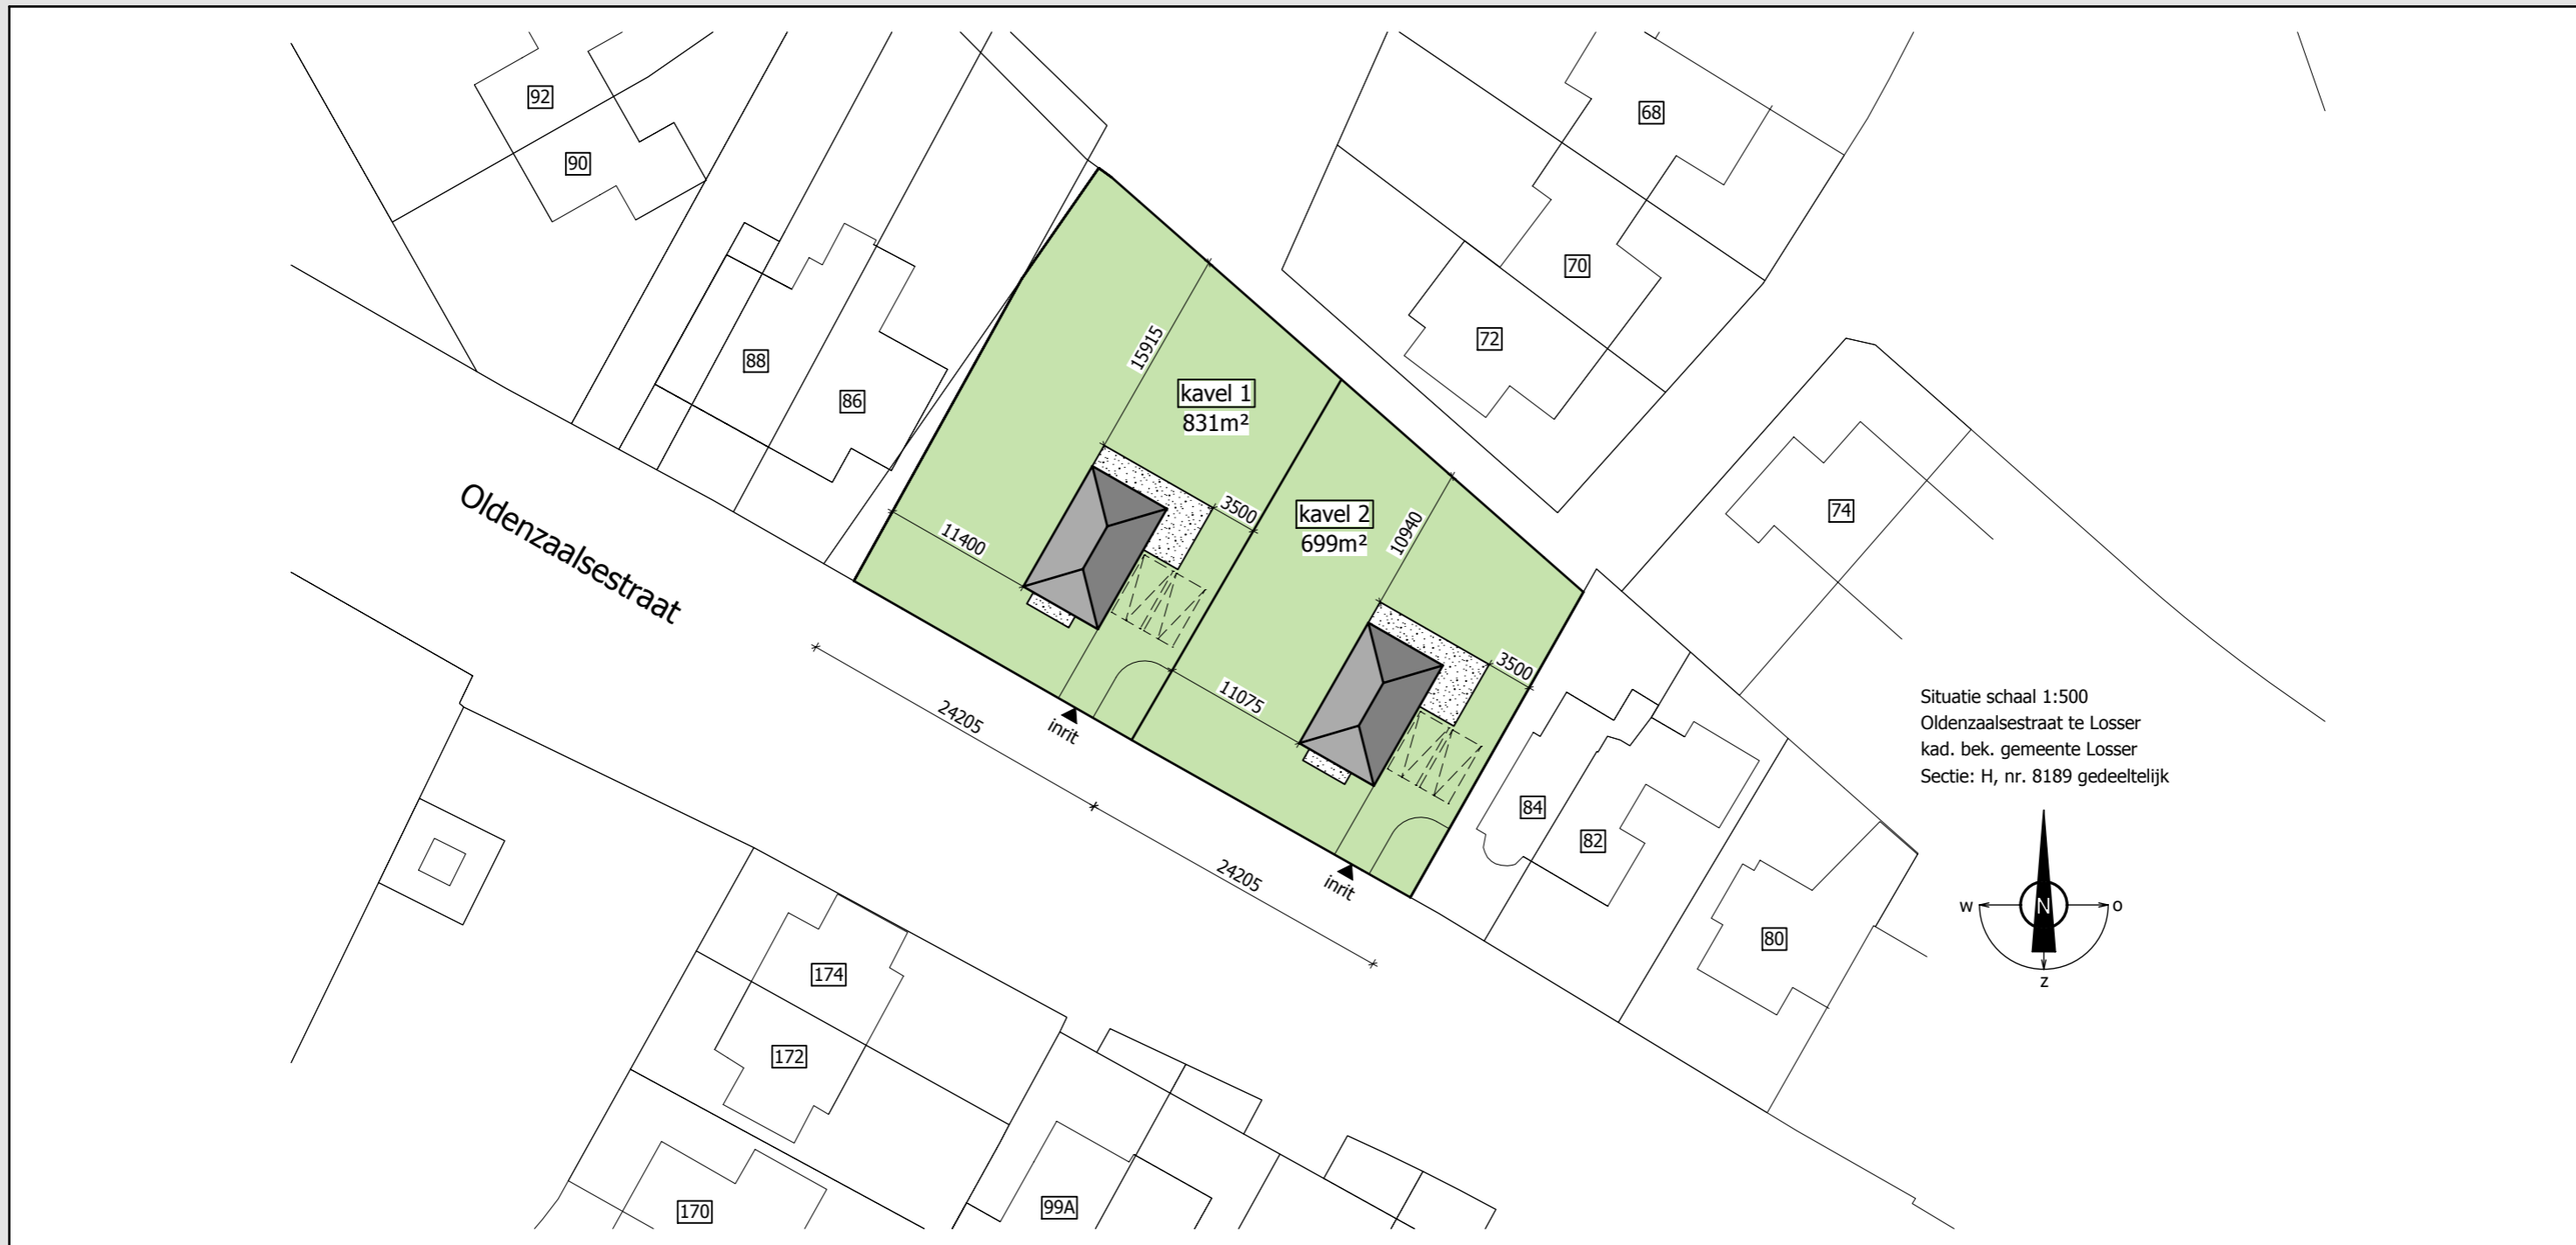 92
90
88
86
68
70
72
74
15915
kavel 1
831m²
3500
11400
kavel 2
699m²
10940
3500
11075
Oldenzaalsestraat
24205
inrit
24205
inrit
84
82
80
Situatie schaal 1:500
Oldenzaalsestraat te Losser
kad. bek. gemeente Losser
Sectie: H, nr. 8189 gedeeltelijk
w N o
z
174
172
170
99A